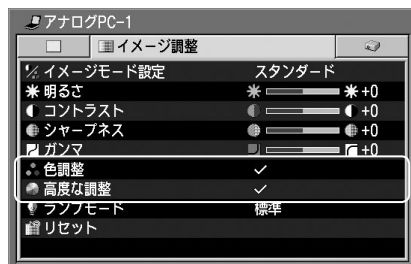 アナログPC-1
イメージ調整
イメージモード設定 スタンダード
明るさ +0
コントラスト +0
シャープネス +0
ガンマ +0
色調整 ✓
高度な調整 ✓
ランプモード 標準
リセット